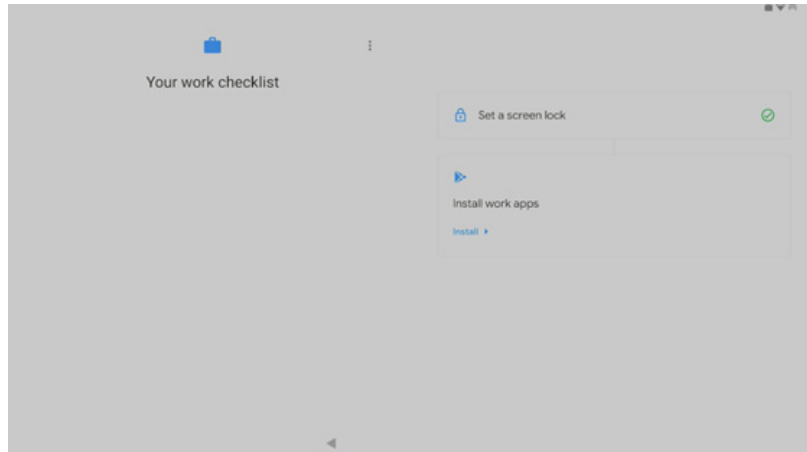 Your work checklist
Set a screen lock
Install work apps
Install